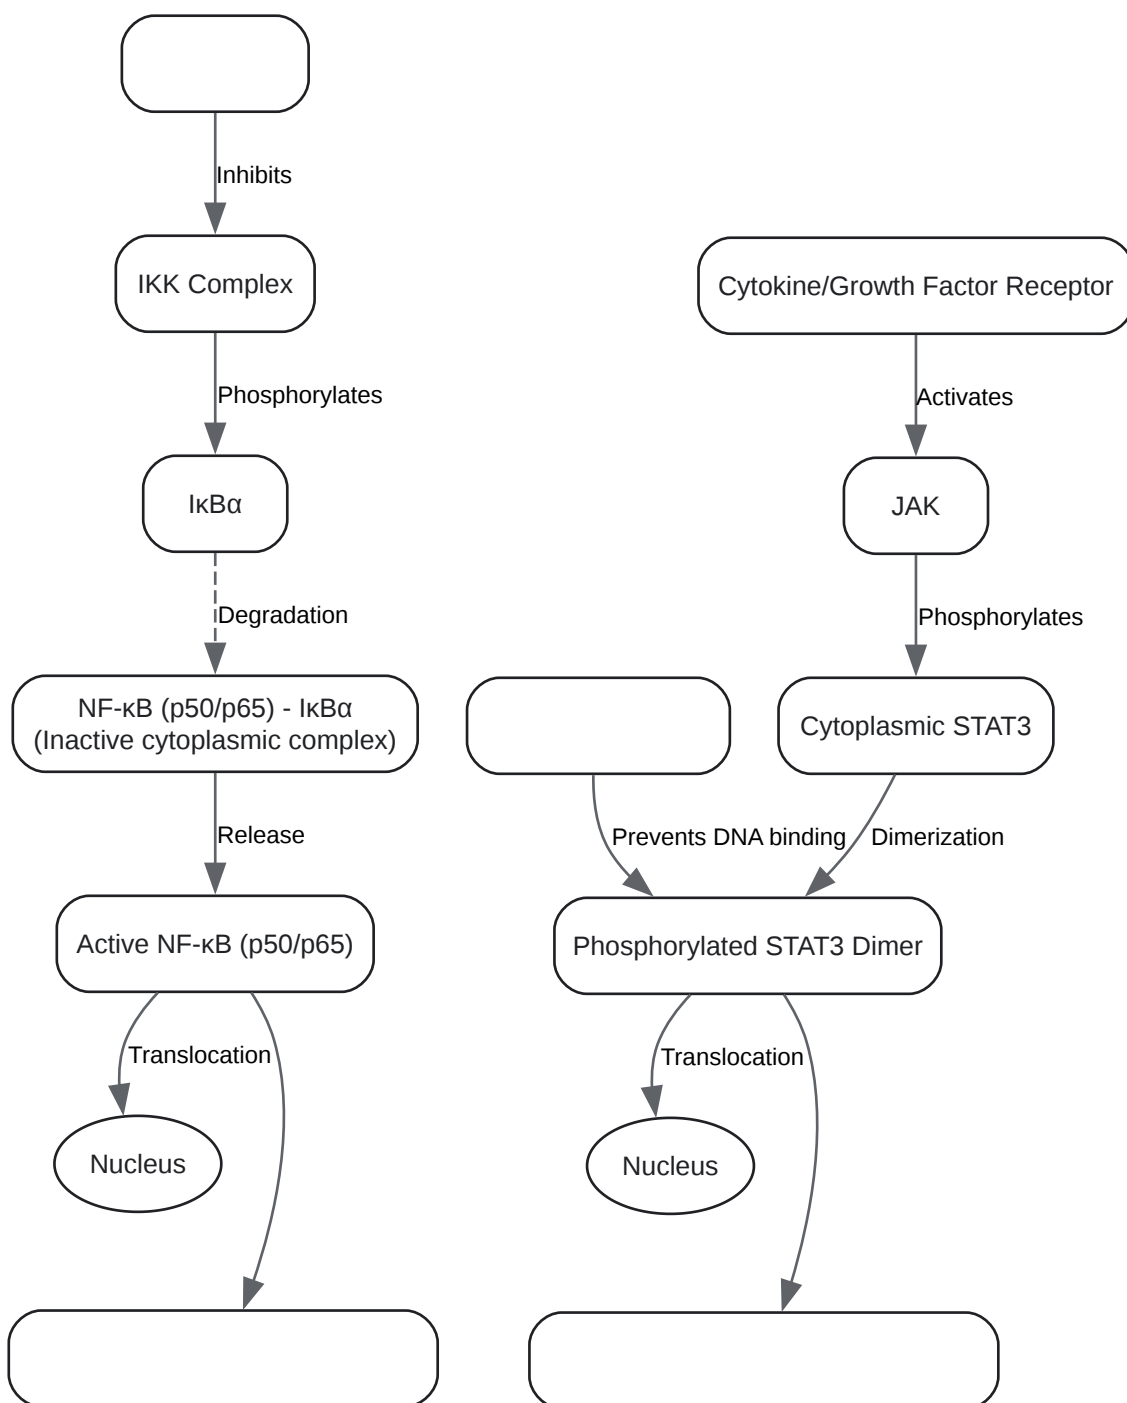 Inhibits
IKK Complex
Cytokine/Growth Factor Receptor
Phosphorylates
Activates
IκBα
JAK
Degradation
Phosphorylates
NF-κB (p50/p65) - IκBα
(Inactive cytoplasmic complex)
Cytoplasmic STAT3
Release
Prevents DNA binding
Dimerization
Active NF-κB (p50/p65)
Phosphorylated STAT3 Dimer
Translocation
Translocation
Nucleus
Nucleus